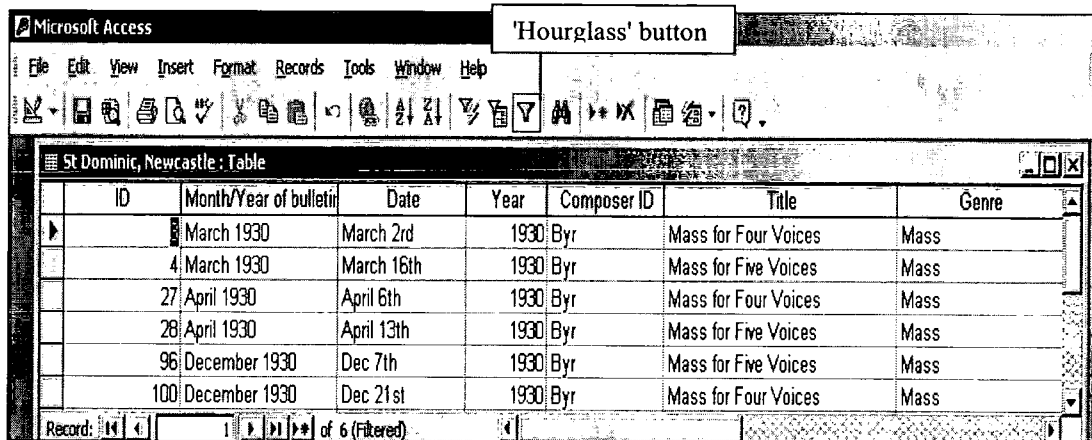 Microsoft Access
'Hourglass' button
File Edit View Insert Format Records Tools Window Help
St Dominic, Newcastle : Table
ID Month/Year of bulletin Date Year Composer ID Title Genre
March 1930 March 2nd 1930 Byr Mass for Four Voices Mass
4 March 1930 March 16th 1930 Byr Mass for Five Voices Mass
27 April 1930 April 6th 1930 Byr Mass for Four Voices Mass
28 April 1930 April 13th 1930 Byr Mass for Five Voices Mass
96 December 1930 Dec 7th 1930 Byr Mass for Five Voices Mass
100 December 1930 Dec 21st 1930 Byr Mass for Four Voices Mass
Record: 1 of 6 (Filtered)